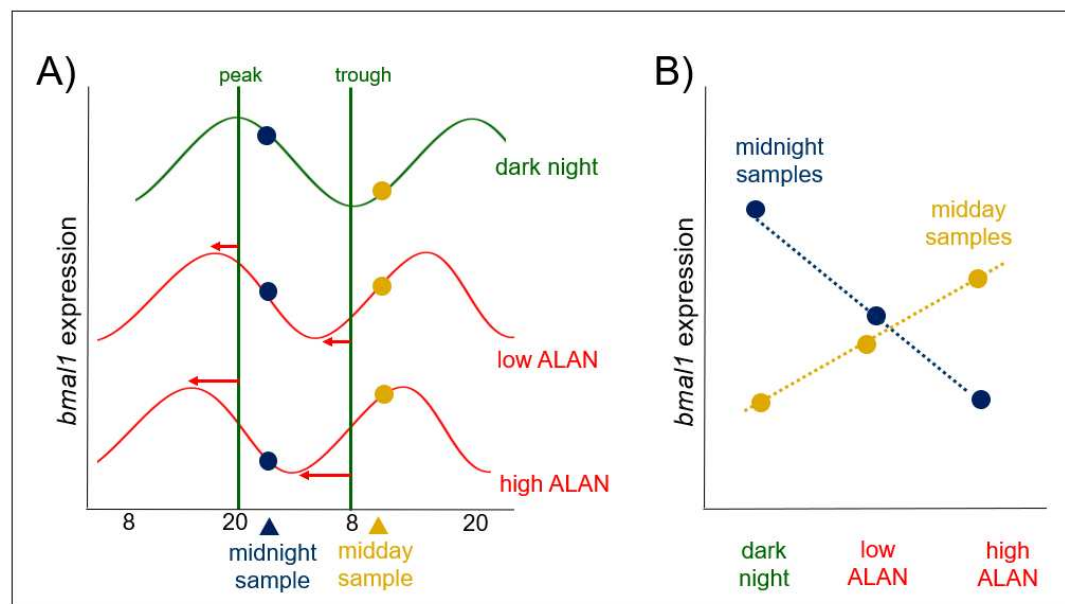 A)
peak
trough
dark night
low ALAN
high ALAN
bmal1 expression
8
20
8
20
midnight
sample
midday
sample
B)
midnight
samples
midday
samples
bmal1 expression
dark
night
low
ALAN
high
ALAN